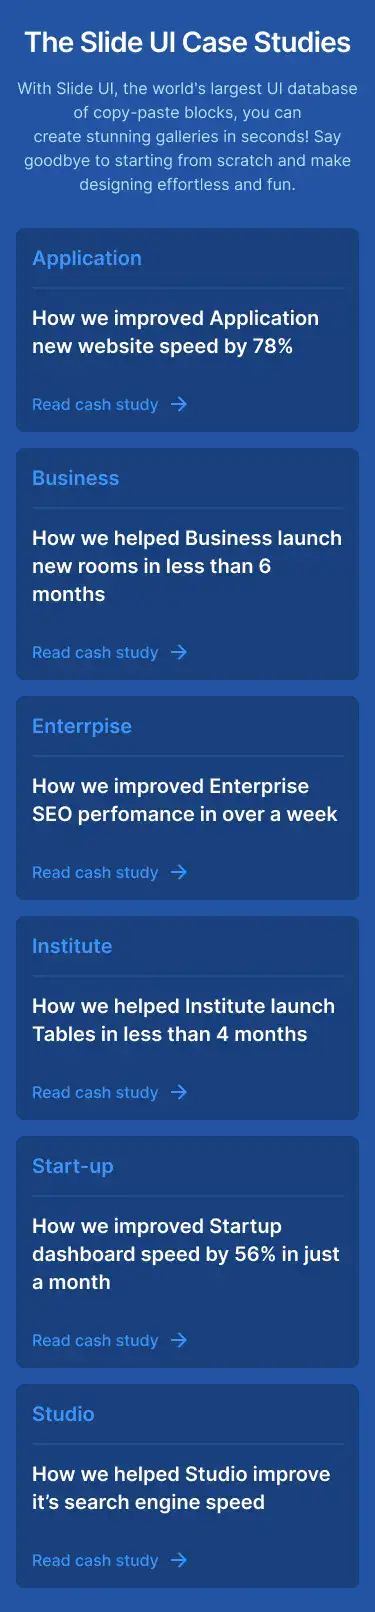 The Slide UI Case Studies
With Slide UI, the world's largest UI database
of copy-paste blocks, you can
create stunning galleries in seconds! Say
goodbye to starting from scratch and make
designing effortless and fun.
Application
How we improved Application
new website speed by 78%
Read cash study
Business
How we helped Business launch
new rooms in less than 6
months
Read cash study
Enterrpise
How we improved Enterprise
SEO perfomance in over a week
Read cash study
Institute
How we helped Institute launch
Tables in less than 4 months
Read cash study
Start-up
How we improved Startup
dashboard speed by 56% in just
a month
Read cash study
Studio
How we helped Studio improve
it’s search engine speed
Read cash study